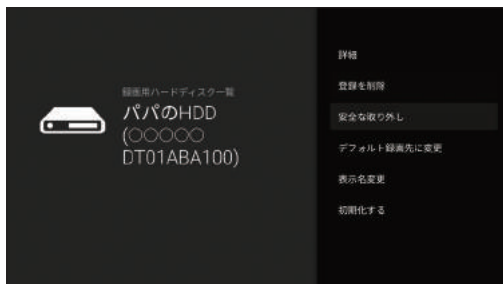 録画用ハードディスク一覧
パパのHDD
(○○○○○
DT01ABA100)
詳細
登録を削除
安全な取り外し
デフォルト録画先に変更
表示名変更
初期化する